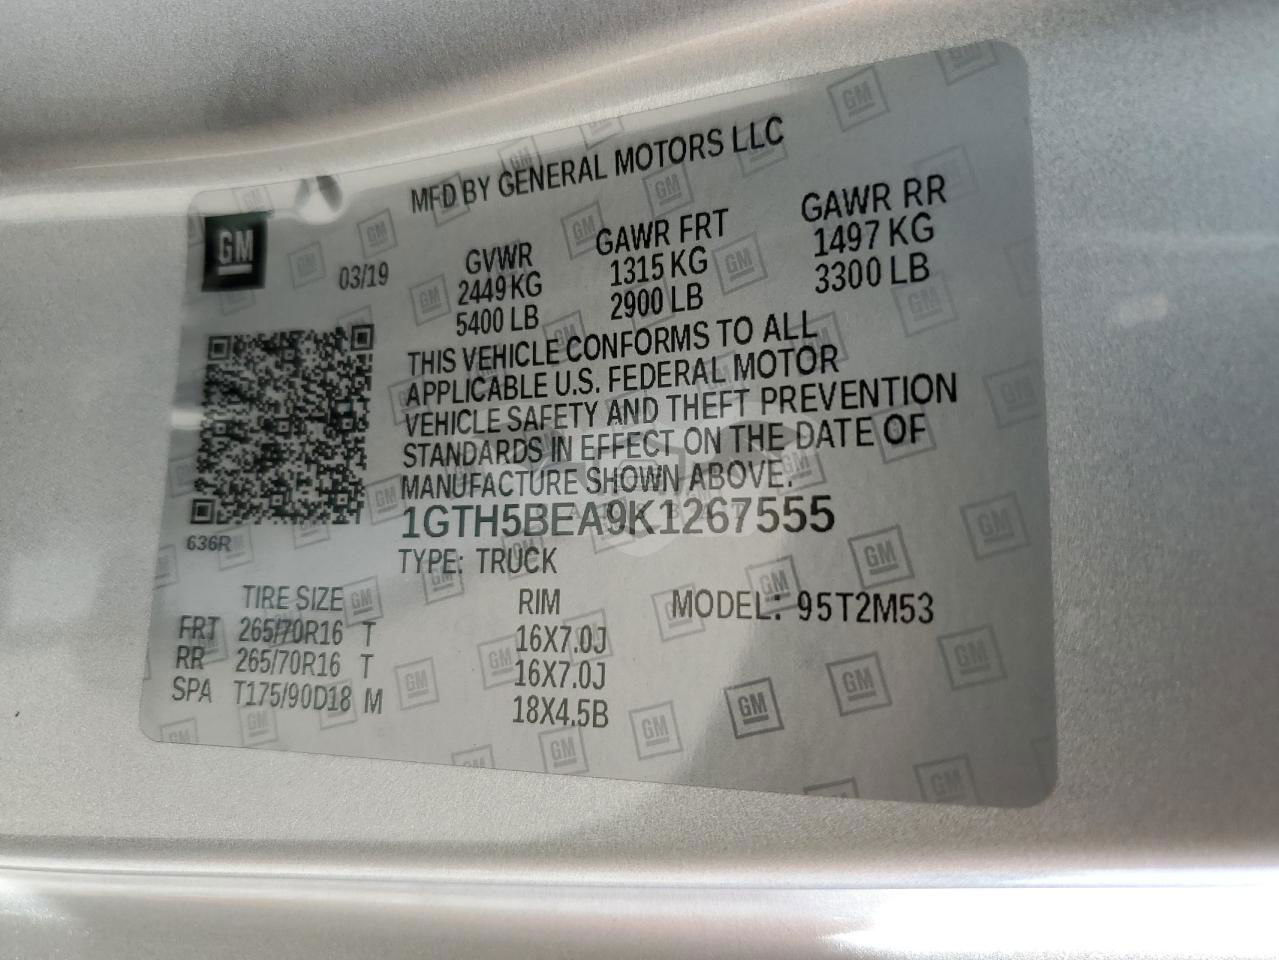 MFD BY GENERAL MOTORS LLC
GM
03/19
GVWR GAWR FRT GAWR RR
2449 KG 1315 KG 1497 KG
5400 LB 2900 LB 3300 LB
THIS VEHICLE CONFORMS TO ALL
APPLICABLE U.S. FEDERAL MOTOR
VEHICLE SAFETY AND THEFT PREVENTION
STANDARDS IN EFFECT ON THE DATE OF
MANUFACTURE SHOWN ABOVE.
1GTH5BEA9K1267555
636R
TYPE: TRUCK
TIRE SIZE RIM MODEL: 95T2M53
FRT 265/70R16 T 16X7.0J
RR 265/70R16 T 16X7.0J
SPA T175/90D18 M 18X4.5B